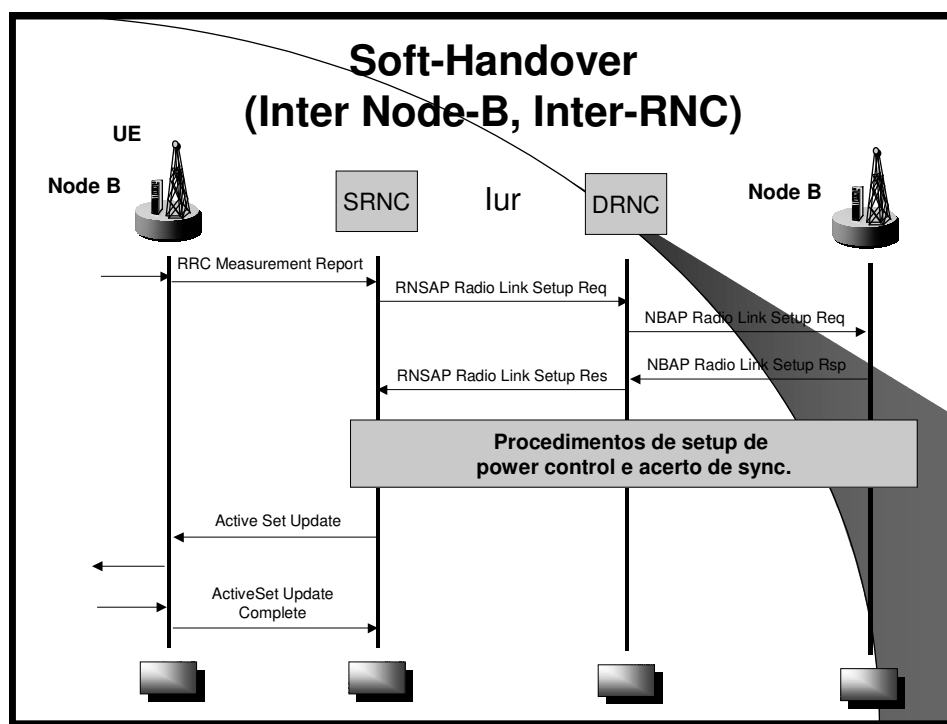 Soft-Handover
(Inter Node-B, Inter-RNC)
UE
Node B
SRNC
Iur
DRNC
Node B
RRC Measurement Report
RNSAP Radio Link Setup Req
NBAP Radio Link Setup Req
NBAP Radio Link Setup Rsp
RNSAP Radio Link Setup Res
Procedimentos de setup de
power control e acerto de sync.
Active Set Update
ActiveSet Update
Complete